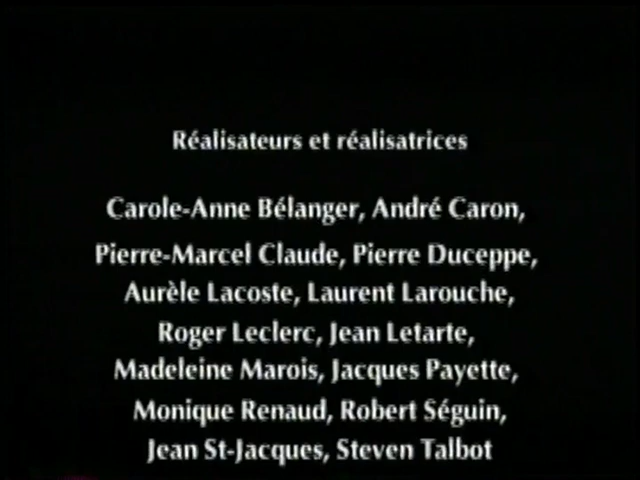 Réalisateurs et réalisatrices
Carole-Anne Bélanger, André Caron,
Pierre-Marcel Claude, Pierre Duceppe,
Aurèle Lacoste, Laurent Larouche,
Roger Leclerc, Jean Letarte,
Madeleine Marois, Jacques Payette,
Monique Renaud, Robert Séguin,
Jean St-Jacques, Steven Talbot